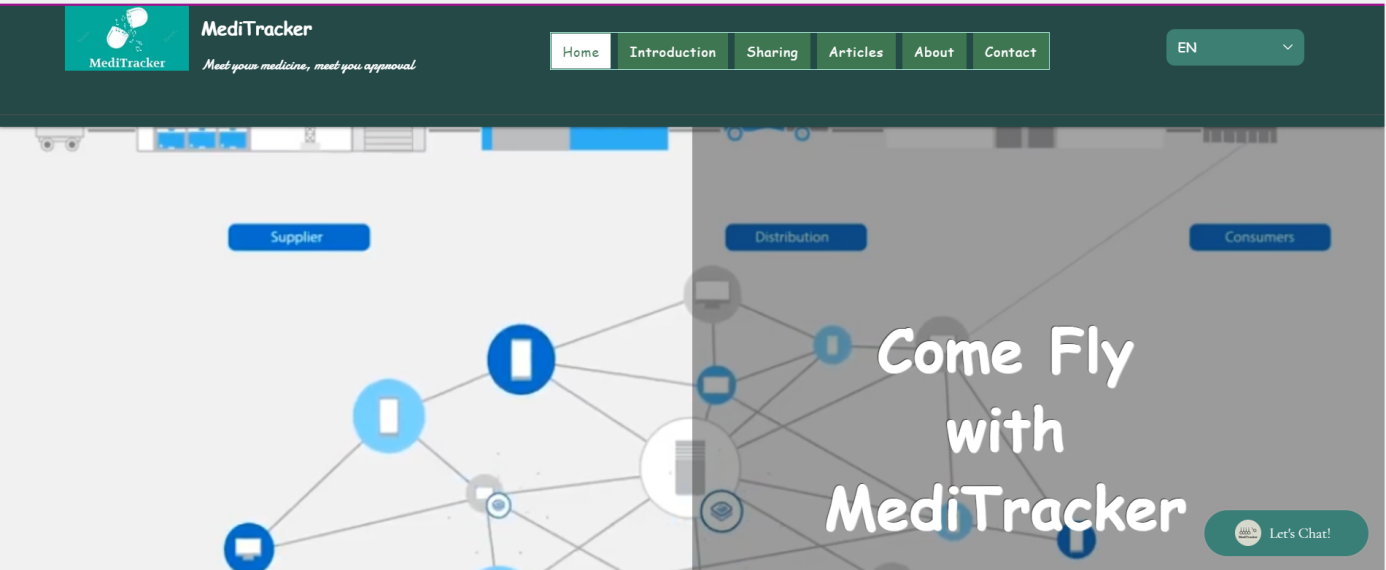 MediTracker
MediTracker
Meet your medicine, meet you approval
Home Introduction Sharing Articles About Contact
EN
Supplier Distribution Consumers
Come Fly
with
MediTracker
Let's Chat!